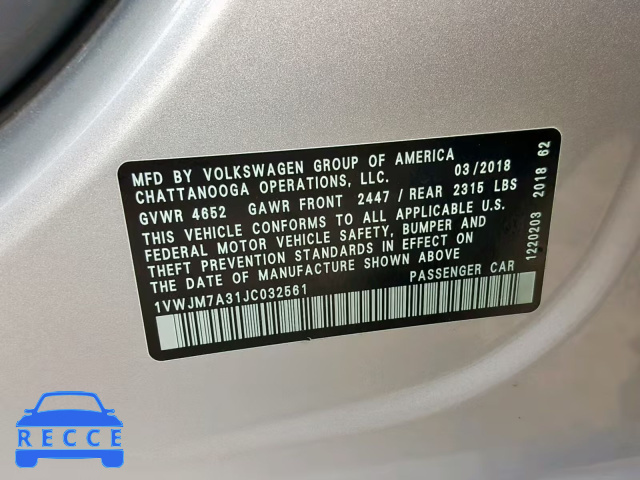 MFD BY VOLKSWAGEN GROUP OF AMERICA
CHATTANOOGA OPERATIONS, LLC. 03/2018
GVWR 4652 GAWR FRONT 2447 / REAR 2315 LBS
THIS VEHICLE CONFORMS TO ALL APPLICABLE U.S.
FEDERAL MOTOR VEHICLE SAFETY, BUMPER AND
THEFT PREVENTION STANDARDS IN EFFECT ON
THE DATE OF MANUFACTURE SHOWN ABOVE
1VWJM7A31JC032561 PASSENGER CAR
1220203 2018 62
RECCE